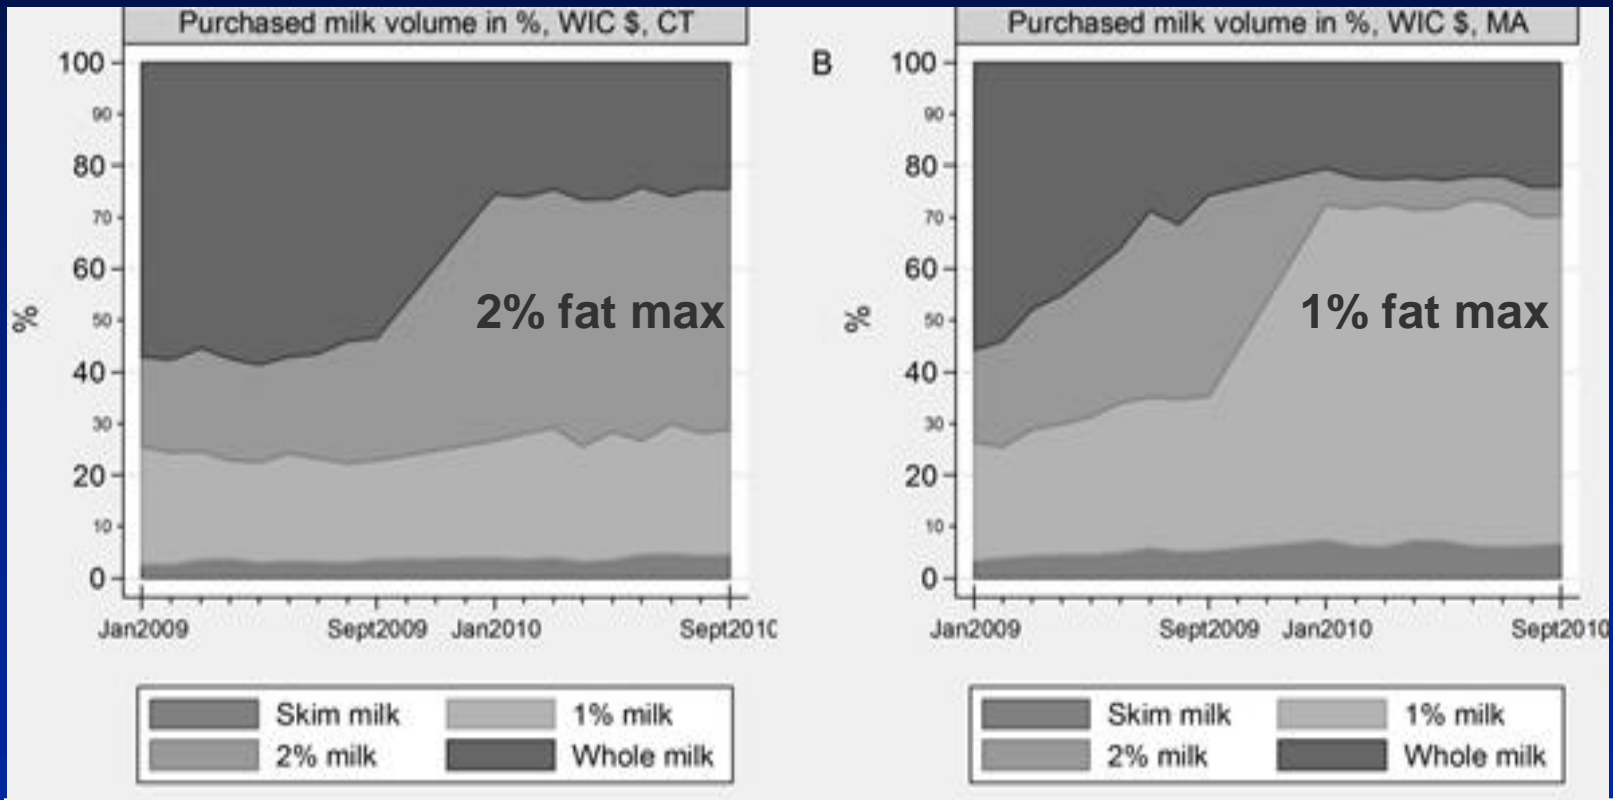 Purchased milk volume in %, WIC $, CT
100
90
80
70
60
50
40
30
20
10
0
%
2% fat max
Jan2009 Sept2009 Jan2010 Sept2010
Skim milk 1% milk
2% milk Whole milk
B
Purchased milk volume in %, WIC $, MA
100
90
80
70
60
50
40
30
20
10
0
%
1% fat max
Jan2009 Sept2009 Jan2010 Sept2010
Skim milk 1% milk
2% milk Whole milk